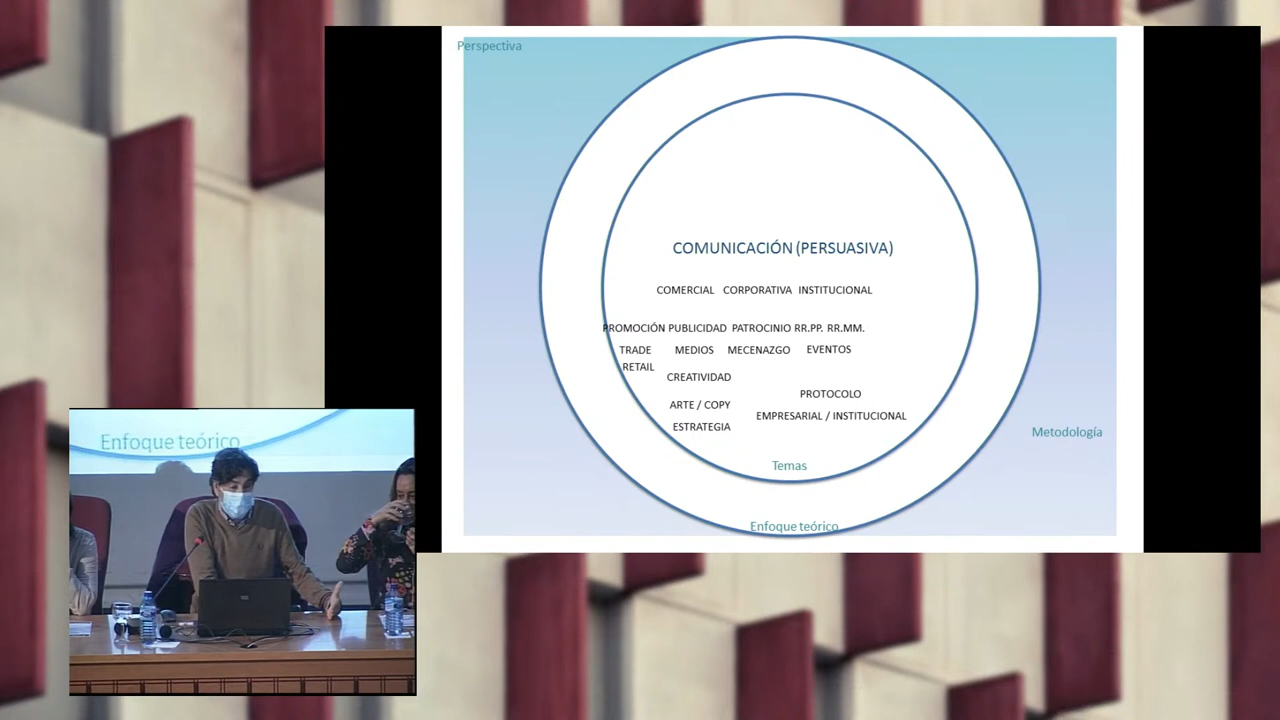 Perspectiva
COMUNICACIÓN (PERSUASIVA)
COMERCIAL CORPORATIVA INSTITUCIONAL
PROMOCIÓN PUBLICIDAD PATROCINIO RR.PP. RR.MM.
TRADE MEDIOS MECENAZGO EVENTOS
RETAIL
CREATIVIDAD
PROTOCOLO
ARTE / COPY
EMPRESARIAL / INSTITUCIONAL
ESTRATEGIA
Metodología
Temas
Enfoque teórico
Enfoque teórico